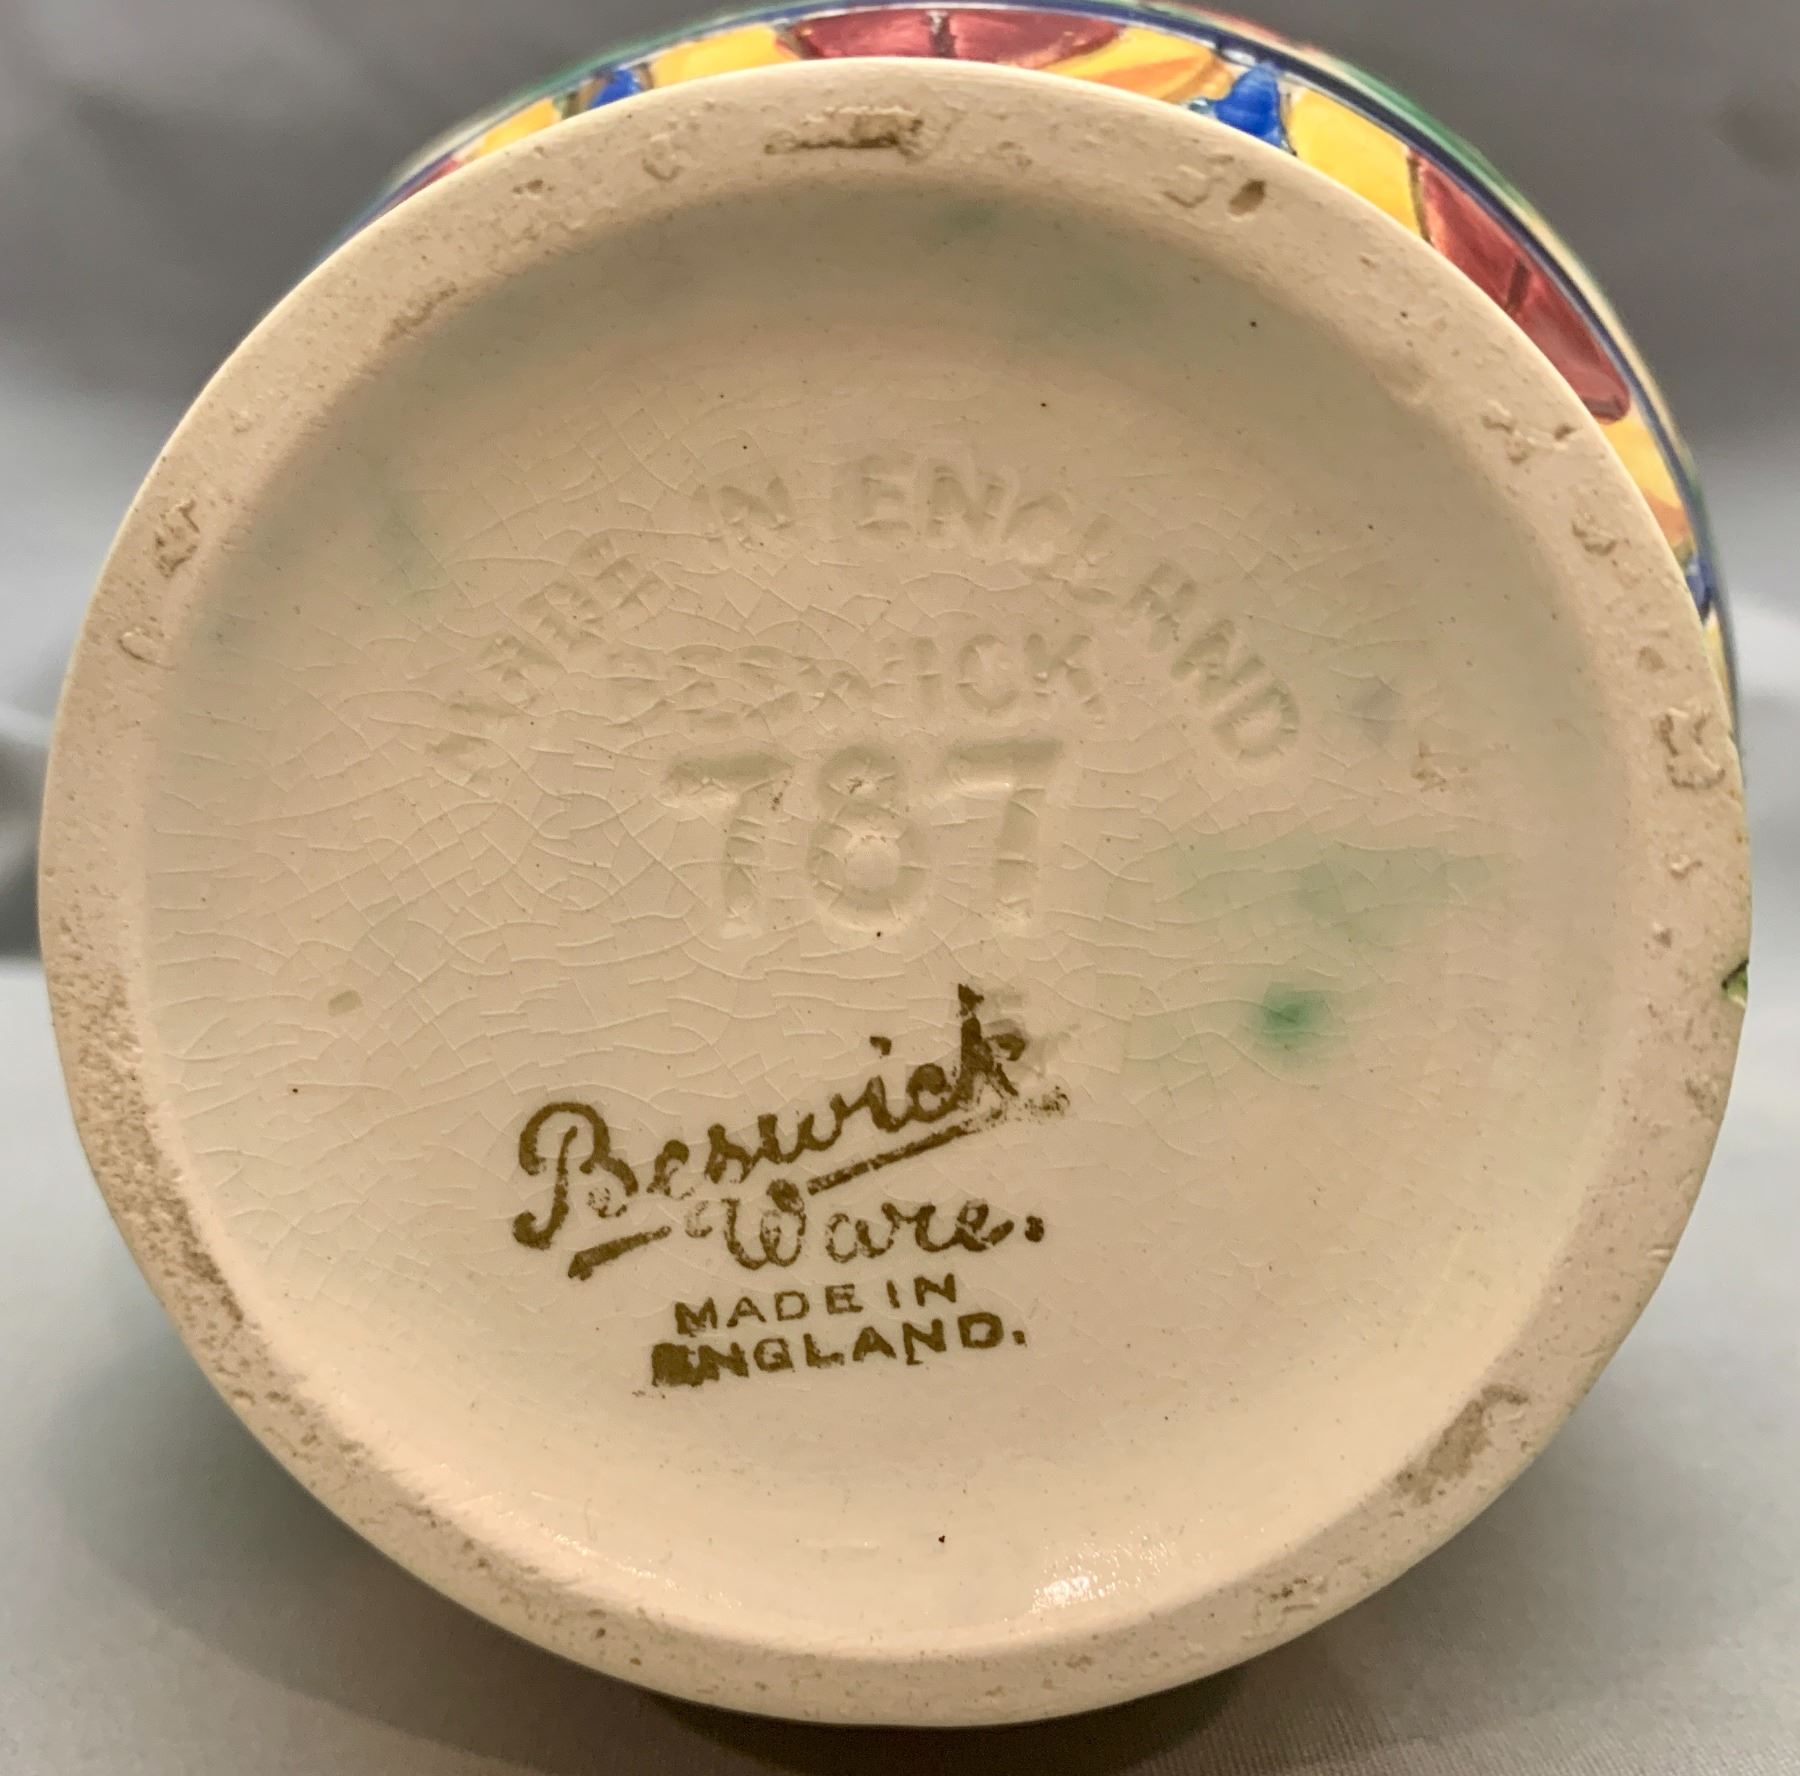 MADE IN ENGLAND
BESWICK
787
Beswick
Ware.
MADE IN
ENGLAND.